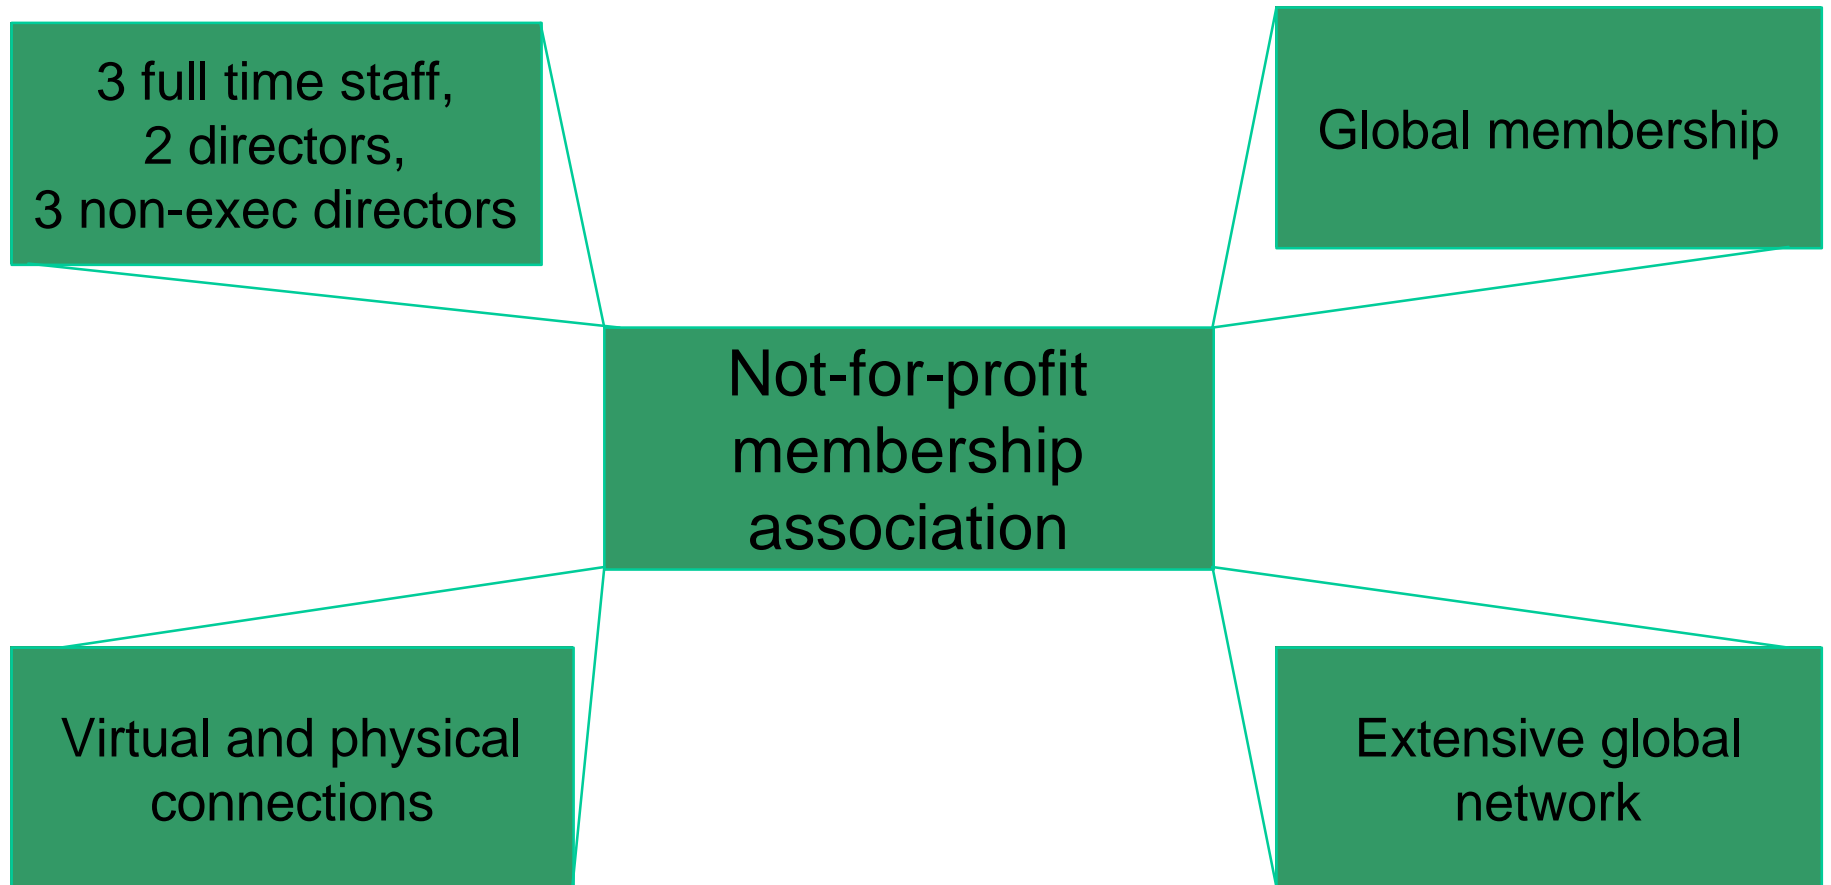 3 full time staff,
2 directors,
3 non-exec directors
Global membership
Not-for-profit
membership
association
Virtual and physical
connections
Extensive global
network